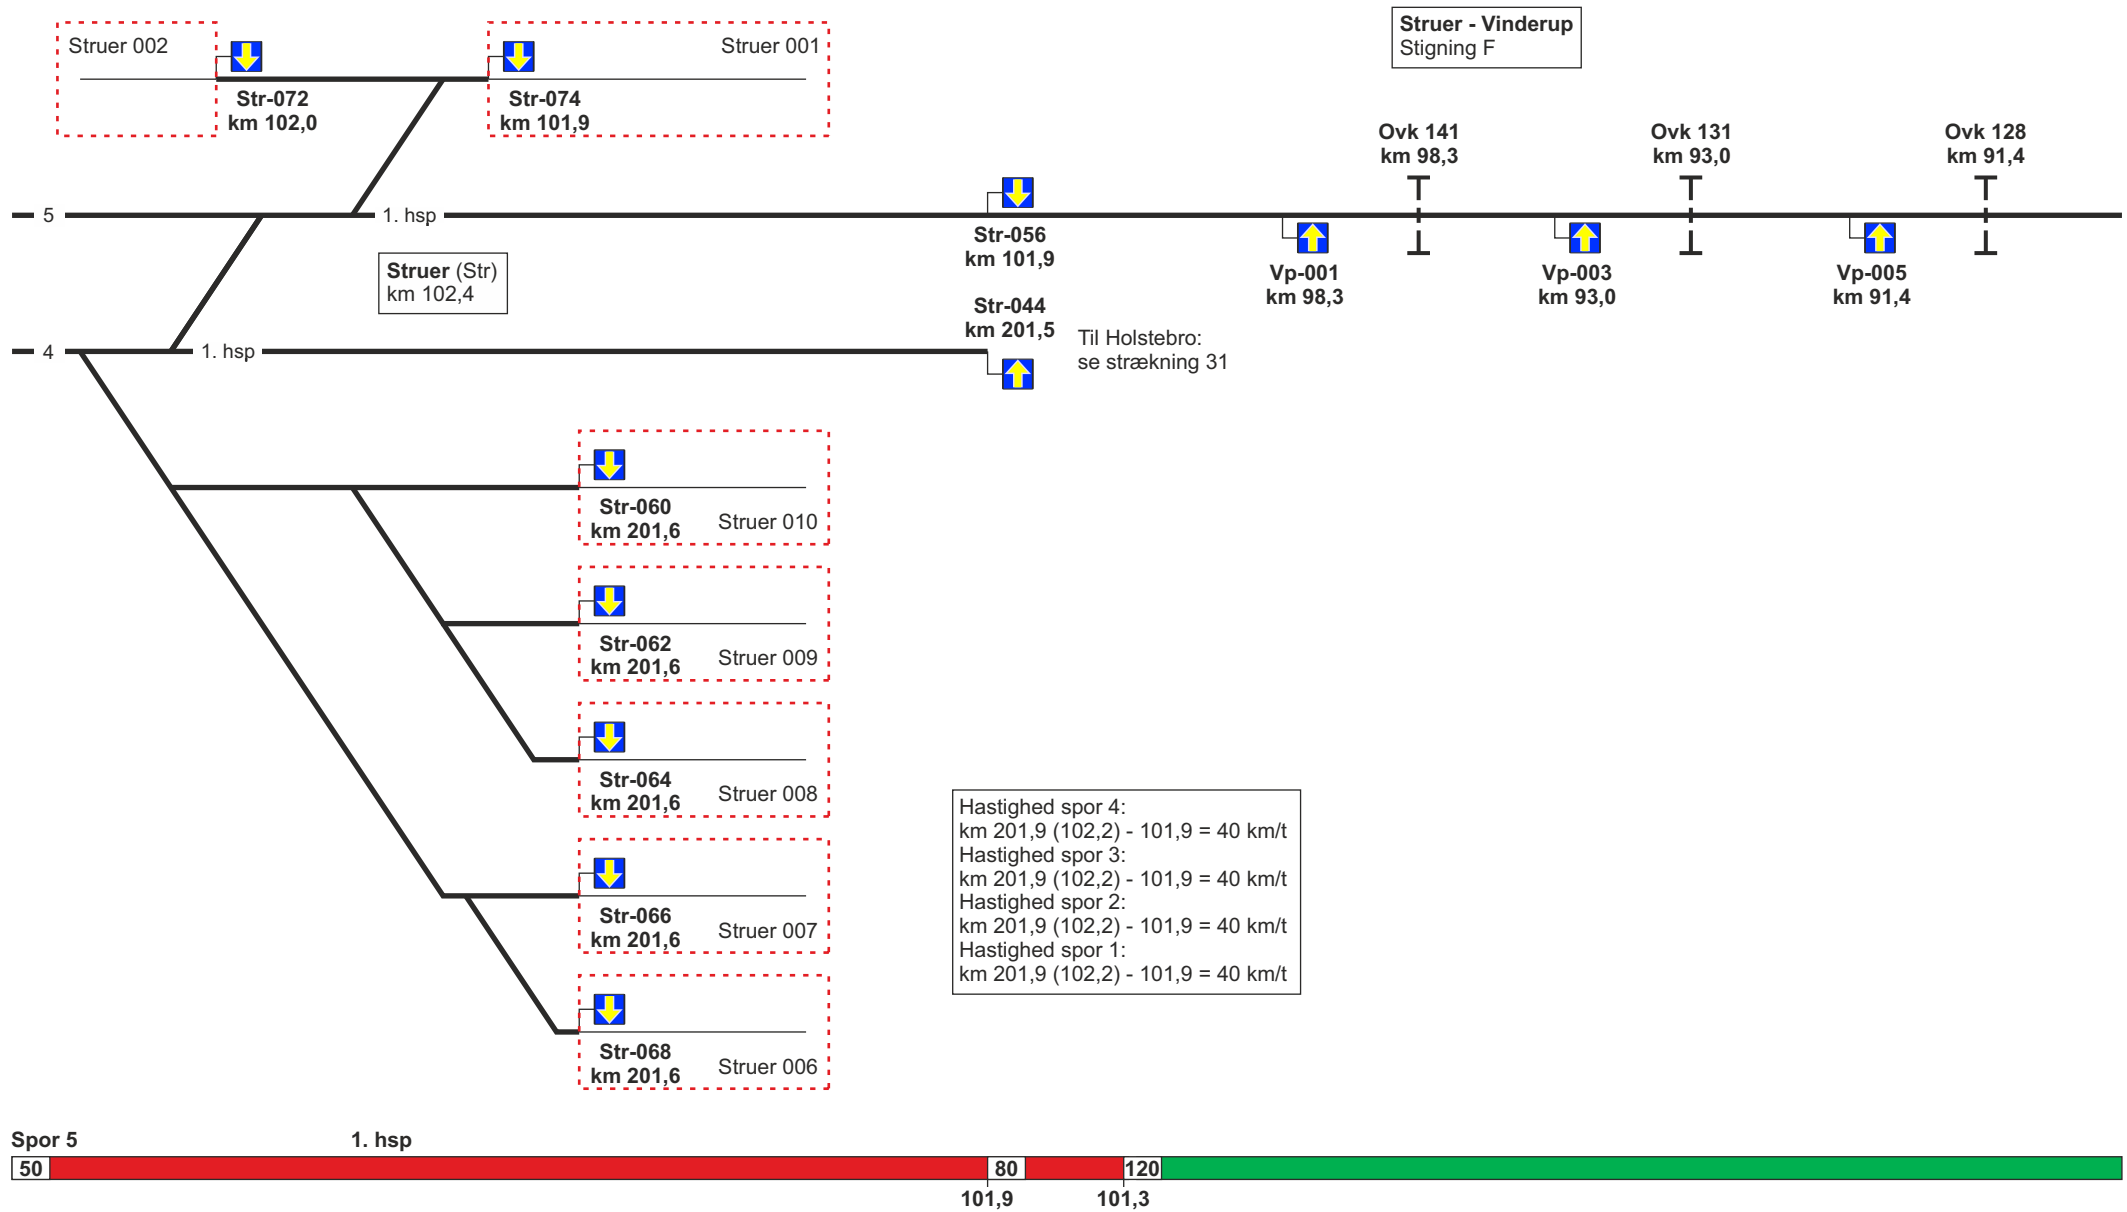 Struer 002
Struer 001
Struer - Vinderup
Stigning F
Str-072
km 102,0
Str-074
km 101,9
Ovk 141
km 98,3
Ovk 131
km 93,0
Ovk 128
km 91,4
5
1. hsp
Str-056
km 101,9
Vp-001
km 98,3
Vp-003
km 93,0
Vp-005
km 91,4
Struer (Str)
km 102,4
Str-044
km 201,5
Til Holstebro:
se strækning 31
4
1. hsp
Str-060
km 201,6
Struer 010
Str-062
km 201,6
Struer 009
Str-064
km 201,6
Struer 008
Str-066
km 201,6
Struer 007
Str-068
km 201,6
Struer 006
Hastighed spor 4:
km 201,9 (102,2) - 101,9 = 40 km/t
Hastighed spor 3:
km 201,9 (102,2) - 101,9 = 40 km/t
Hastighed spor 2:
km 201,9 (102,2) - 101,9 = 40 km/t
Hastighed spor 1:
km 201,9 (102,2) - 101,9 = 40 km/t
Spor 5
1. hsp
50
80
120
101,9
101,3